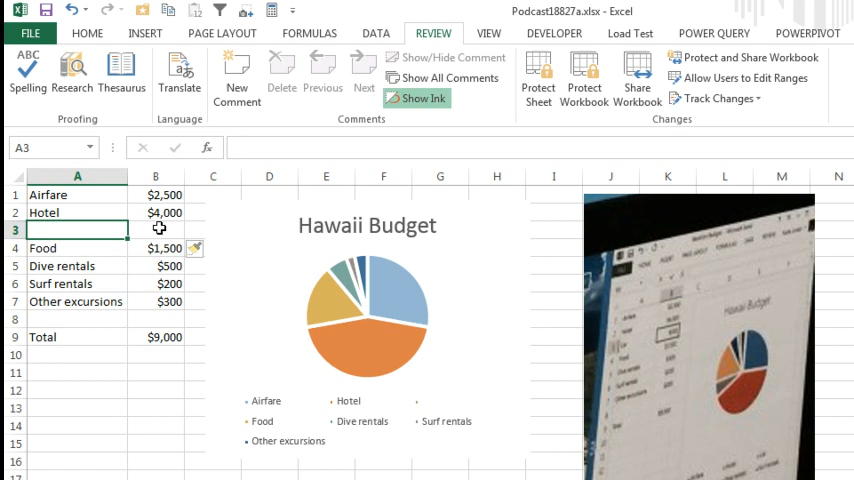 Podcast18827a.xlsx - Excel
FILE HOME INSERT PAGE LAYOUT FORMULAS DATA REVIEW VIEW DEVELOPER Load Test POWER QUERY POWERPIVOT
ABC
Spelling Research Thesaurus
Proofing
Translate
Language
New Comment
Delete Previous Next
Show/Hide Comment
Show All Comments
Show Ink
Comments
Protect Sheet
Protect Workbook
Share Workbook
Protect and Share Workbook
Allow Users to Edit Ranges
Track Changes
Changes
A3
fx
A B C D E F G H I J K L M N
1 Airfare $2,500
2 Hotel $4,000
3
4 Food $1,500
5 Dive rentals $500
6 Surf rentals $200
7 Other excursions $300
8
9 Total $9,000
10
11
12
13
14
15
16
17
Hawaii Budget
Airfare Hotel
Food Dive rentals Surf rentals
Other excursions
Hawaii Budget